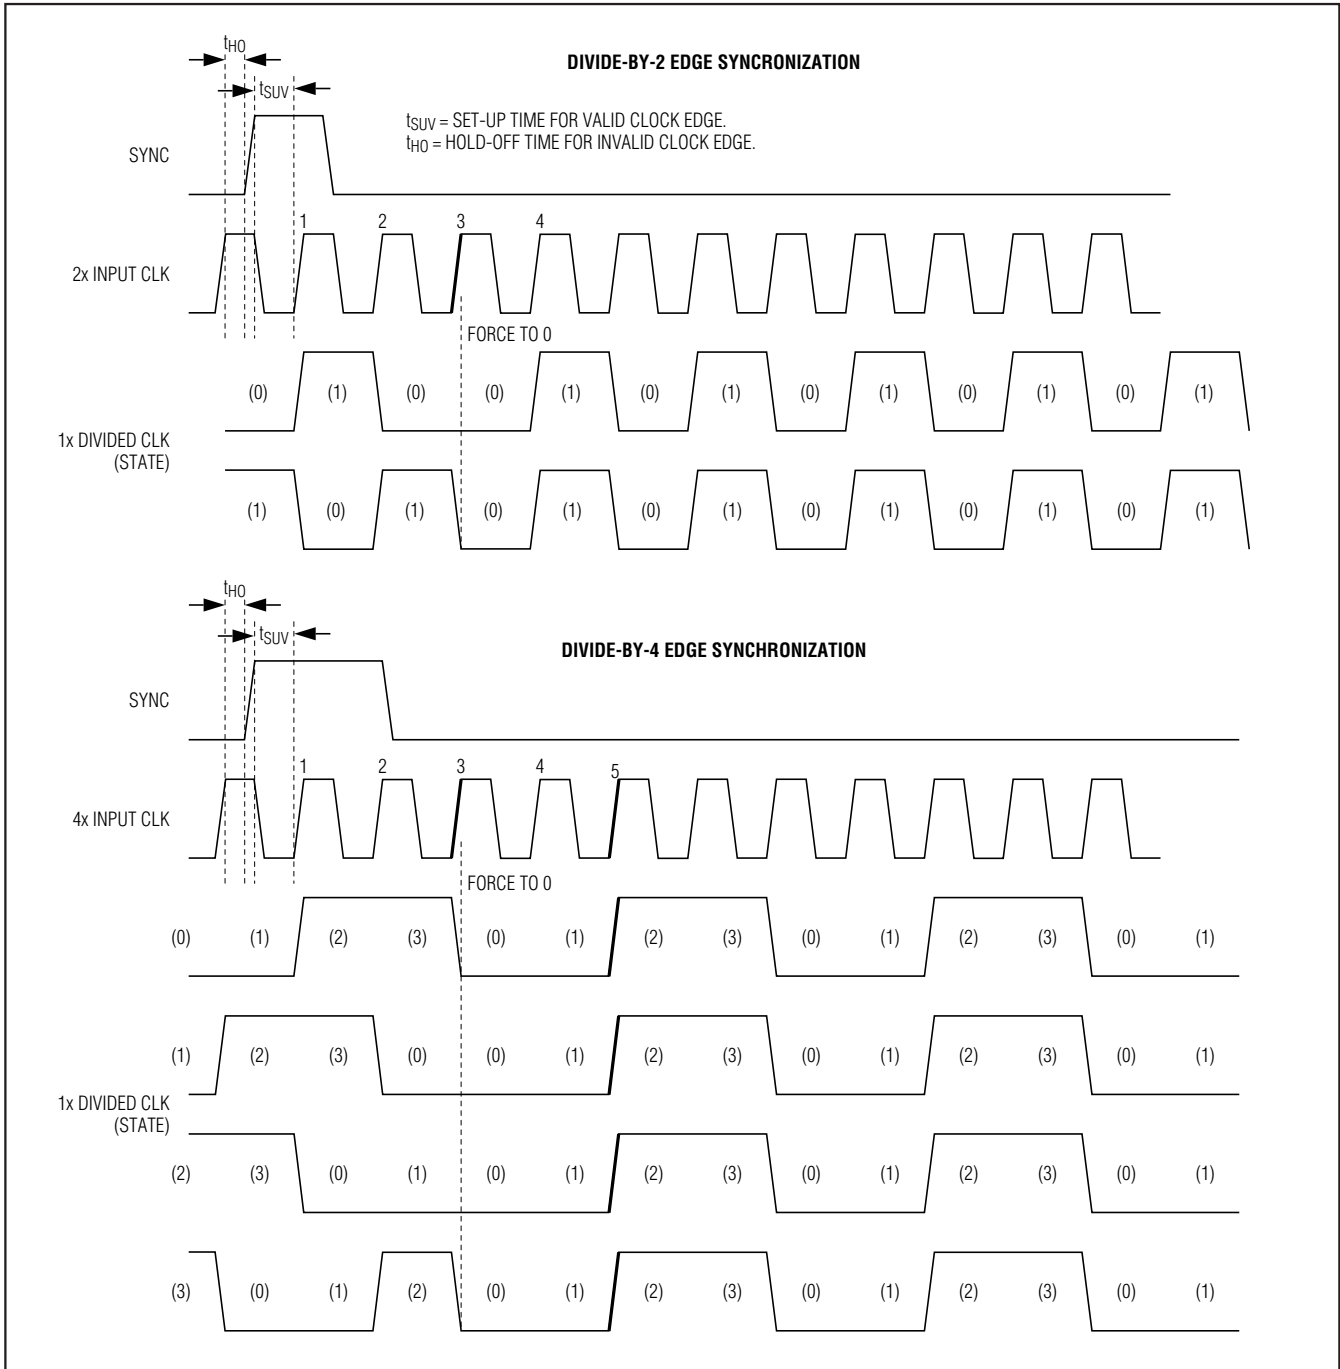 tHO
DIVIDE-BY-2 EDGE SYNCRONIZATION
tSUV
tSUV = SET-UP TIME FOR VALID CLOCK EDGE.
tHO = HOLD-OFF TIME FOR INVALID CLOCK EDGE.
SYNC
1 2 3 4
2x INPUT CLK
FORCE TO 0
(0) (1) (0) (0) (1) (0) (1) (0) (1) (0) (1) (0) (1)
1x DIVIDED CLK
(STATE)
(1) (0) (1) (0) (1) (0) (1) (0) (1) (0) (1) (0) (1)
tHO
tSUV
DIVIDE-BY-4 EDGE SYNCHRONIZATION
SYNC
1 2 3 4 5
4x INPUT CLK
FORCE TO 0
(0) (1) (2) (3) (0) (1) (2) (3) (0) (1) (2) (3) (0) (1)
(1) (2) (3) (0) (0) (1) (2) (3) (0) (1) (2) (3) (0) (1)
1x DIVIDED CLK
(STATE)
(2) (3) (0) (1) (0) (1) (2) (3) (0) (1) (2) (3) (0) (1)
(3) (0) (1) (2) (0) (1) (2) (3) (0) (1) (2) (3) (0) (1)